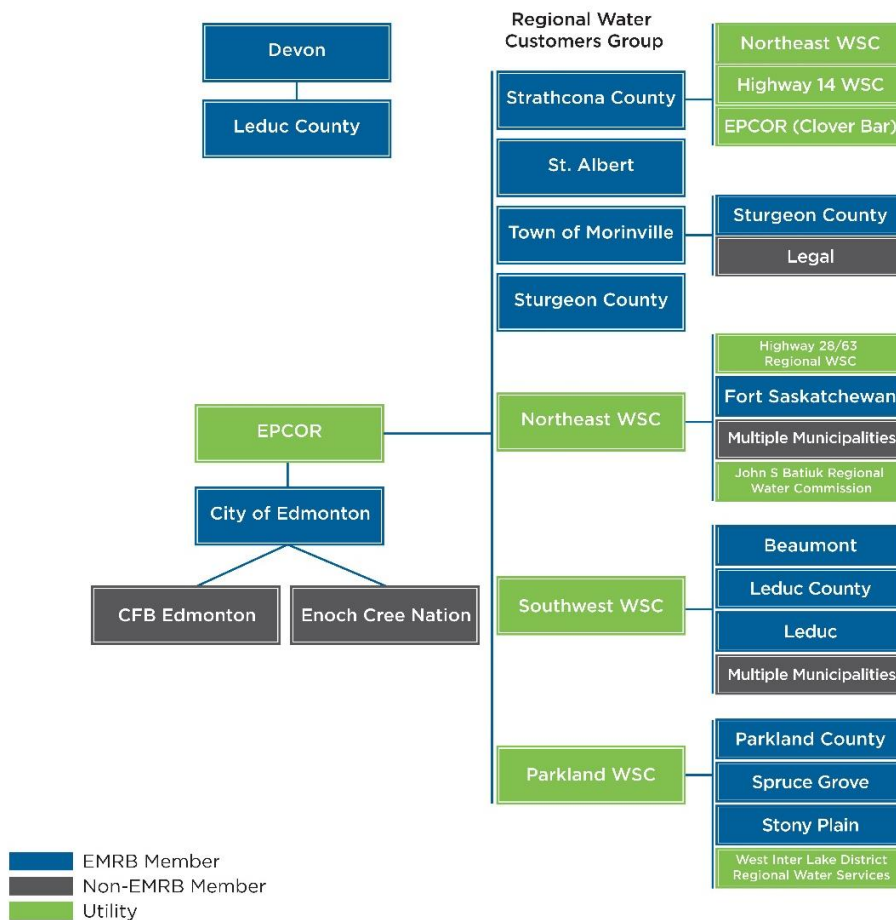 Regional Water
Customers Group
Devon
Leduc County
Strathcona County
Northeast WSC
Highway 14 WSC
EPCOR (Clover Bar)
St. Albert
Town of Morinville
Sturgeon County
Legal
Sturgeon County
EPCOR
City of Edmonton
CFB Edmonton
Enoch Cree Nation
Northeast WSC
Highway 28/63
Regional WSC
Fort Saskatchewan
Multiple Municipalities
John S Batiuk Regional
Water Commission
Southwest WSC
Beaumont
Leduc County
Leduc
Multiple Municipalities
Parkland WSC
Parkland County
Spruce Grove
Stony Plain
West Inter Lake District
Regional Water Services
EMRB Member
Non-EMRB Member
Utility